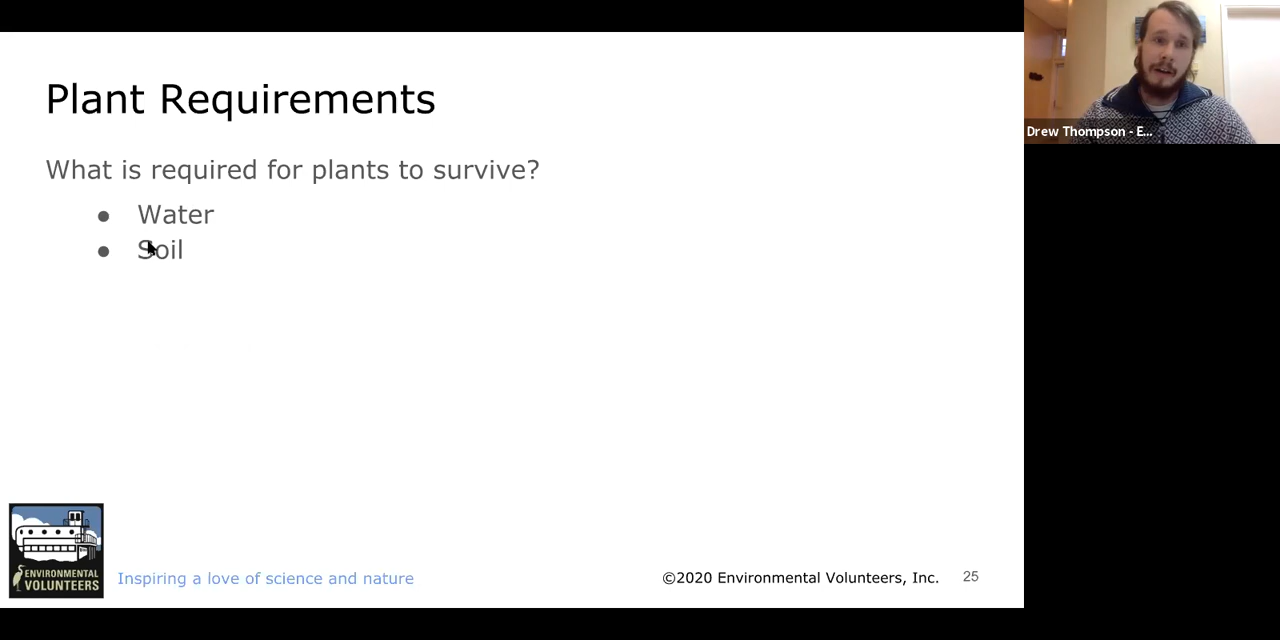 Plant Requirements
What is required for plants to survive?
● Water
● Soil
ENVIRONMENTAL
VOLUNTEERS
Inspiring a love of science and nature
©2020 Environmental Volunteers, Inc.
25
Drew Thompson - E...